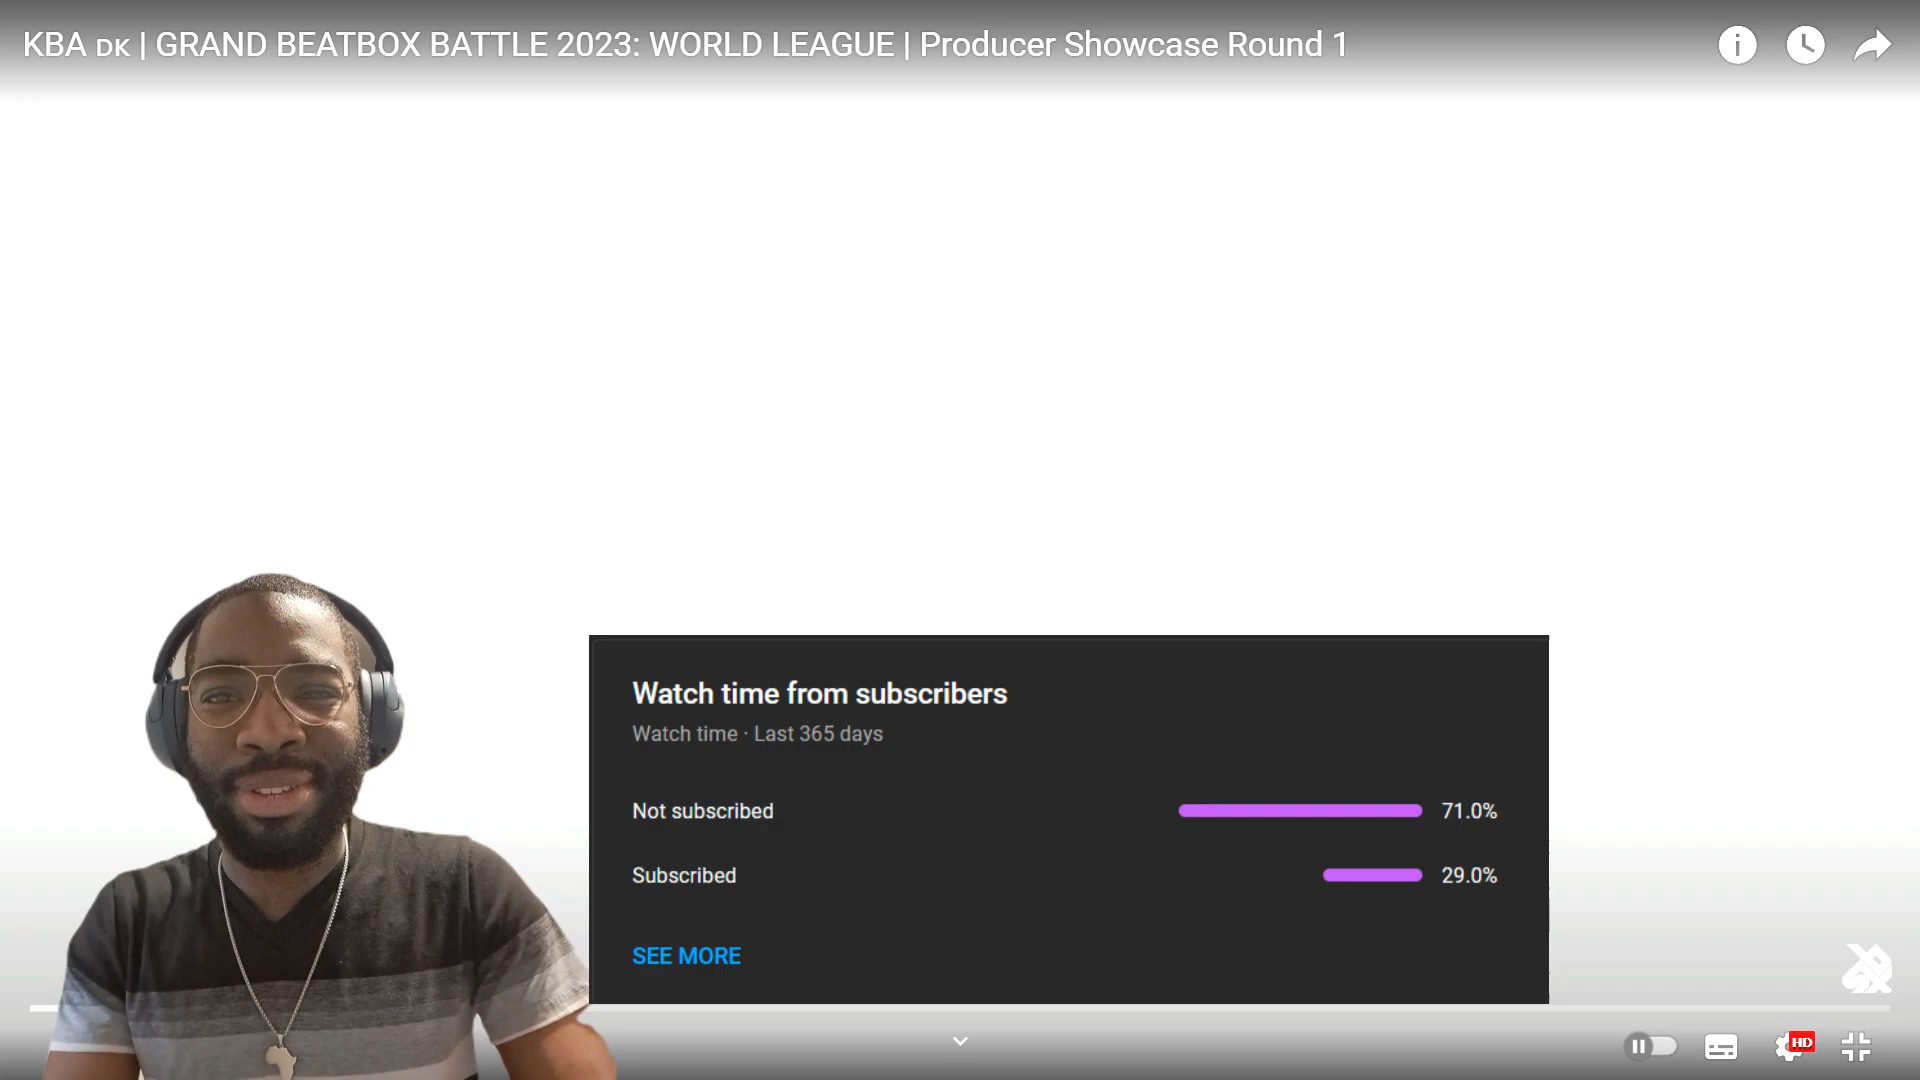 KBA DK | GRAND BEATBOX BATTLE 2023: WORLD LEAGUE | Producer Showcase Round 1
Watch time from subscribers
Watch time · Last 365 days
Not subscribed 71.0%
Subscribed 29.0%
SEE MORE
HD